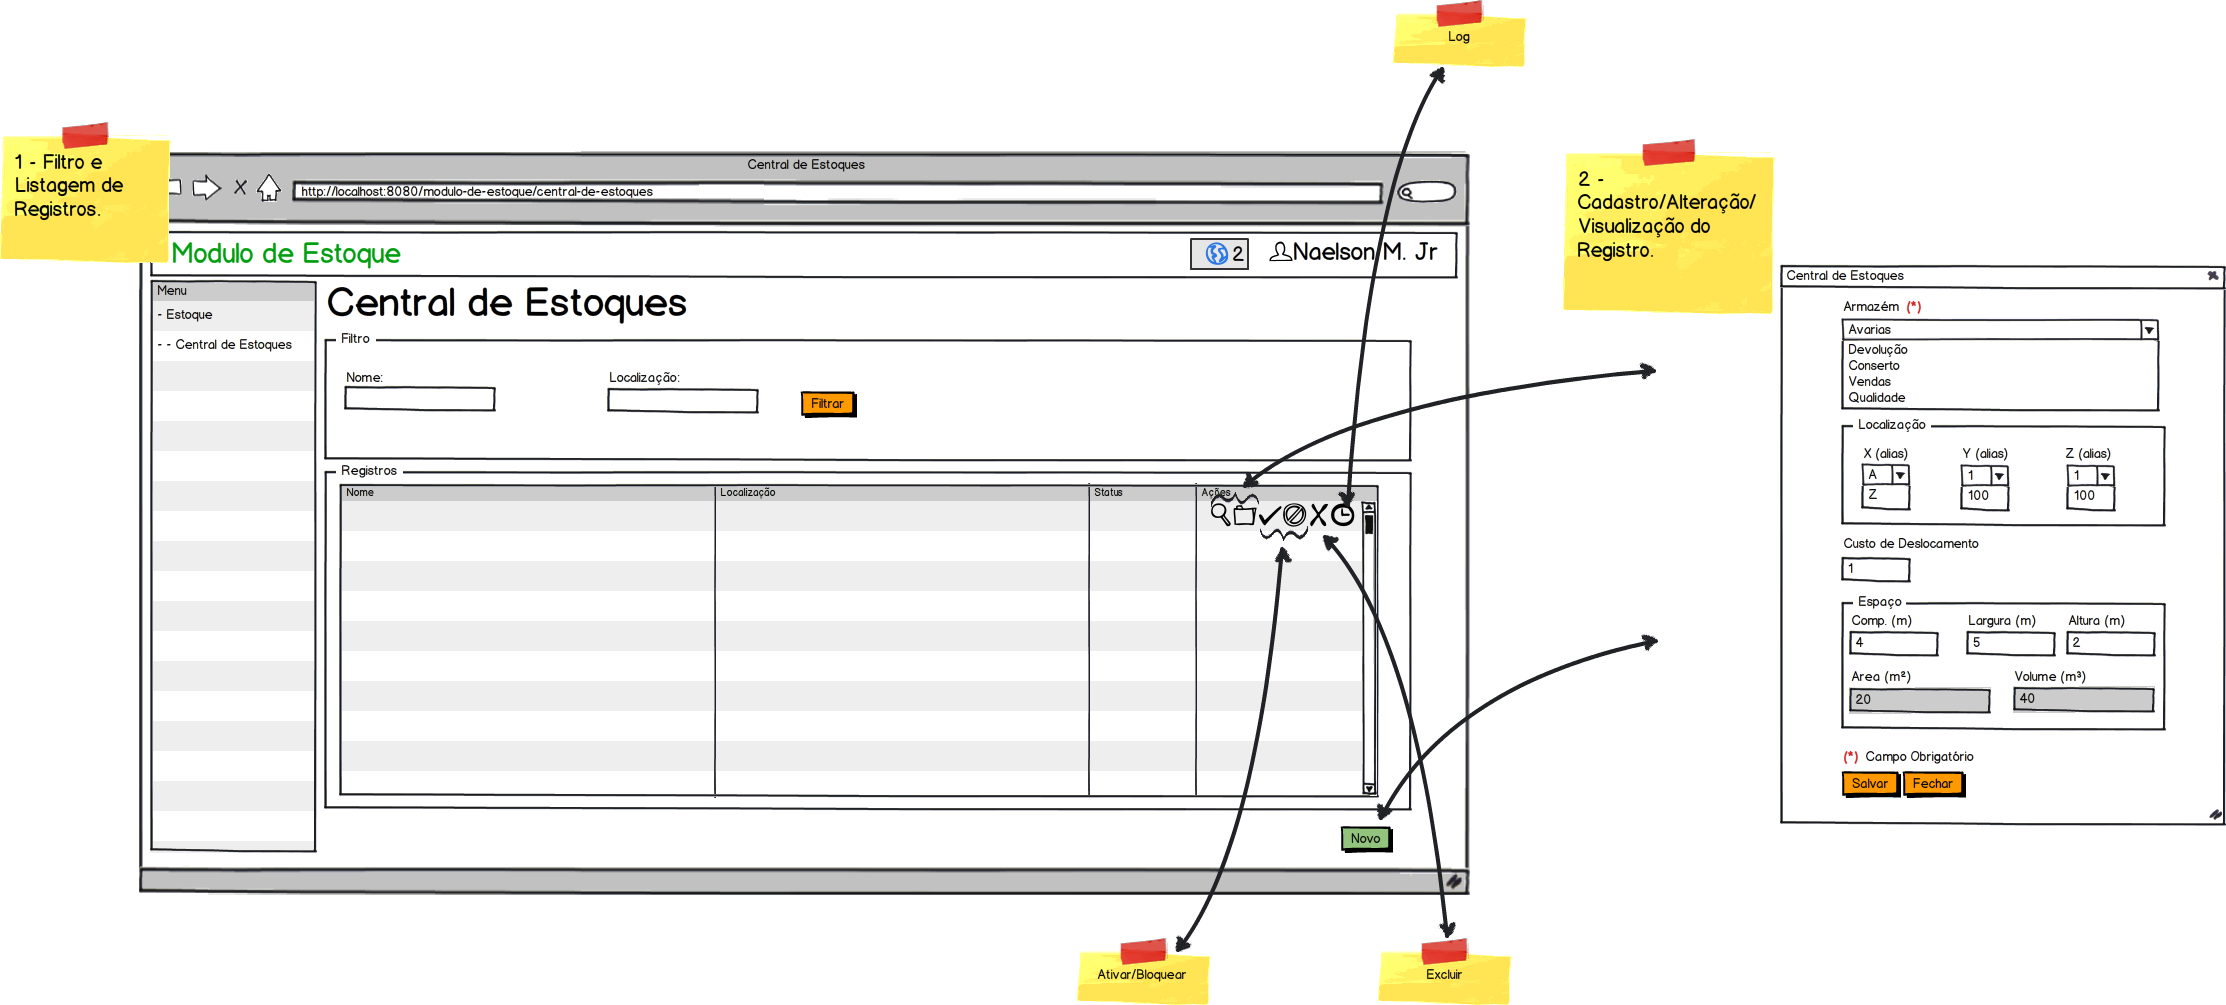 Log
1 - Filtro e
Listagem de
Registros.
Central de Estoques
http://localhost:8080/modulo-de-estoque/central-de-estoques
Modulo de Estoque
2
Naelson M. Jr
Menu
- Estoque
- - Central de Estoques
Central de Estoques
Filtro
Nome:
Localização:
Filtrar
Registros
Nome Localização Status Ações
Novo
Ativar/Bloquear
Excluir
2 -
Cadastro/Alteração/
Visualização do
Registro.
Central de Estoques
Armazém (*)
Avarias
Devolução
Conserto
Vendas
Qualidade
Localização
X (alias) Y (alias) Z (alias)
A 1 1
Z 100 100
Custo de Deslocamento
1
Espaço
Comp. (m) Largura (m) Altura (m)
4 5 2
Area (m²) Volume (m³)
20 40
(*) Campo Obrigatório
Salvar Fechar